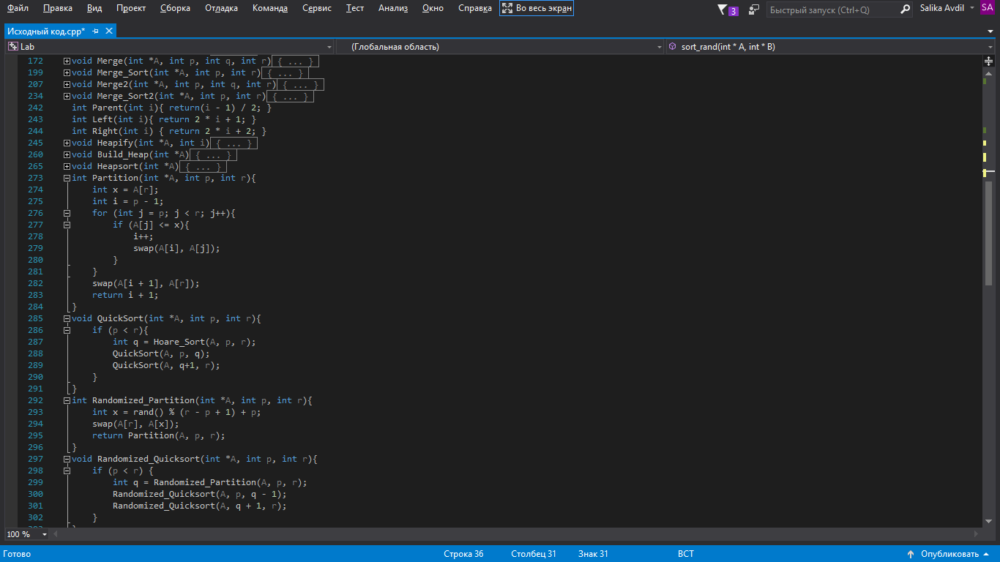 Файл Правка Вид Проект Сборка Отладка Команда Сервис Тест Анализ Окно Справка Во весь экран 3 Быстрый запуск (Ctrl+Q) Salika Avdil SA
Исходный код.cpp*
Lab (Глобальная область) sort_rand(int * A, int * B)
172 void Merge(int *A, int p, int q, int r){ ... }
199 void Merge_Sort(int *A, int p, int r){ ... }
207 void Merge2(int *A, int p, int q, int r){ ... }
234 void Merge_Sort2(int *A, int p, int r){ ... }
242 int Parent(int i){ return(i - 1) / 2; }
243 int Left(int i){ return 2 * i + 1; }
244 int Right(int i) { return 2 * i + 2; }
245 void Heapify(int *A, int i){ ... }
260 void Build_Heap(int *A){ ... }
265 void Heapsort(int *A){ ... }
273 int Partition(int *A, int p, int r){
274 int x = A[r];
275 int i = p - 1;
276 for (int j = p; j < r; j++){
277 if (A[j] <= x){
278 i++;
279 swap(A[i], A[j]);
280 }
281 }
282 swap(A[i + 1], A[r]);
283 return i + 1;
284 }
285 void QuickSort(int *A, int p, int r){
286 if (p < r){
287 int q = Hoare_Sort(A, p, r);
288 QuickSort(A, p, q);
289 QuickSort(A, q+1, r);
290 }
291 }
292 int Randomized_Partition(int *A, int p, int r){
293 int x = rand() % (r - p + 1) + p;
294 swap(A[r], A[x]);
295 return Partition(A, p, r);
296 }
297 void Randomized_Quicksort(int *A, int p, int r){
298 if (p < r) {
299 int q = Randomized_Partition(A, p, r);
300 Randomized_Quicksort(A, p, q - 1);
301 Randomized_Quicksort(A, q + 1, r);
302 }
100 %
Готово Строка 36 Столбец 31 Знак 31 ВСТ Опубликовать